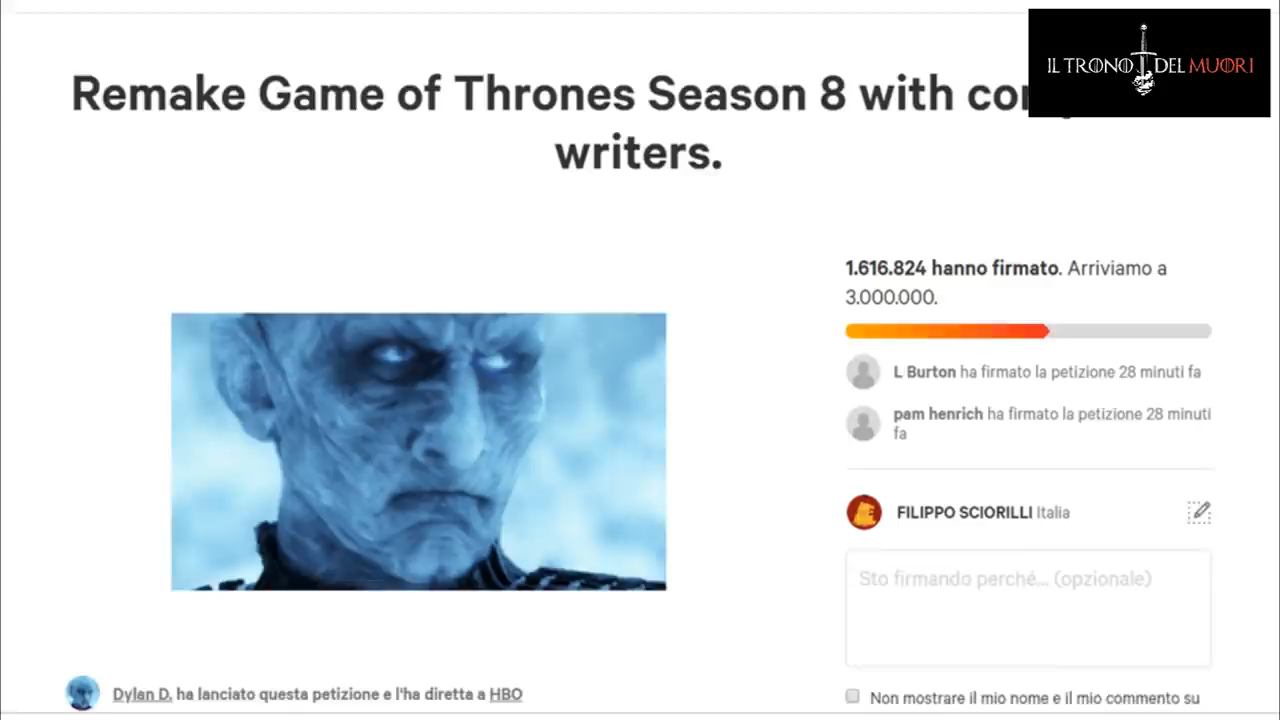 IL TRONO DEL MUORI
Remake Game of Thrones Season 8 with
writers.
1.616.824 hanno firmato. Arriviamo a
3.000.000.
L Burton ha firmato la petizione 28 minuti fa
pam henrich ha firmato la petizione 28 minuti
fa
FILIPPO SCIORILLI Italia
Sto firmando perché... (opzionale)
Dylan D. ha lanciato questa petizione e l'ha diretta a HBO
Non mostrare il mio nome e il mio commento su